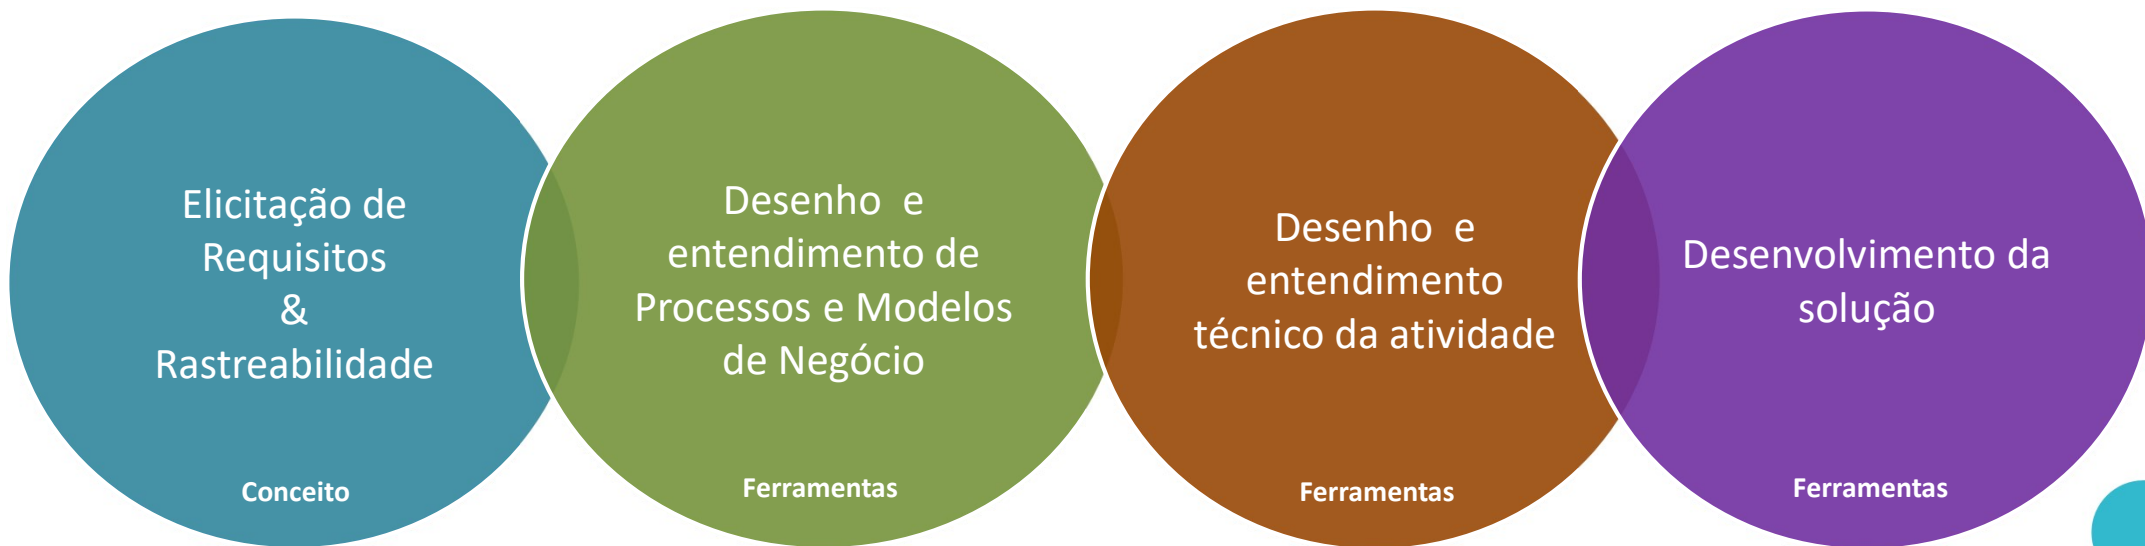 Elicitação de
Requisitos
&
Rastreabilidade
Conceito
Desenho e
entendimento de
Processos e Modelos
de Negócio
Ferramentas
Desenho e
entendimento
técnico da atividade
Ferramentas
Desenvolvimento da
solução
Ferramentas